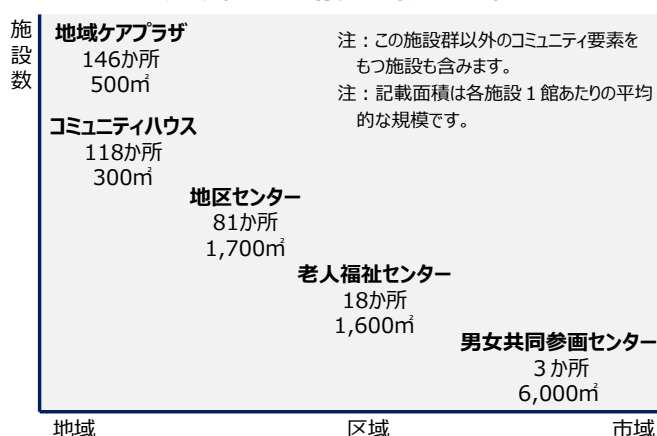 施設数
地域ケアプラザ
146か所
500㎡
注：この施設群以外のコミュニティ要素を
もつ施設も含みます。
注：記載面積は各施設１館あたりの平均
的な規模です。
コミュニティハウス
118か所
300㎡
地区センター
81か所
1,700㎡
老人福祉センター
18か所
1,600㎡
男女共同参画センター
３か所
6,000㎡
地域
区域
市域